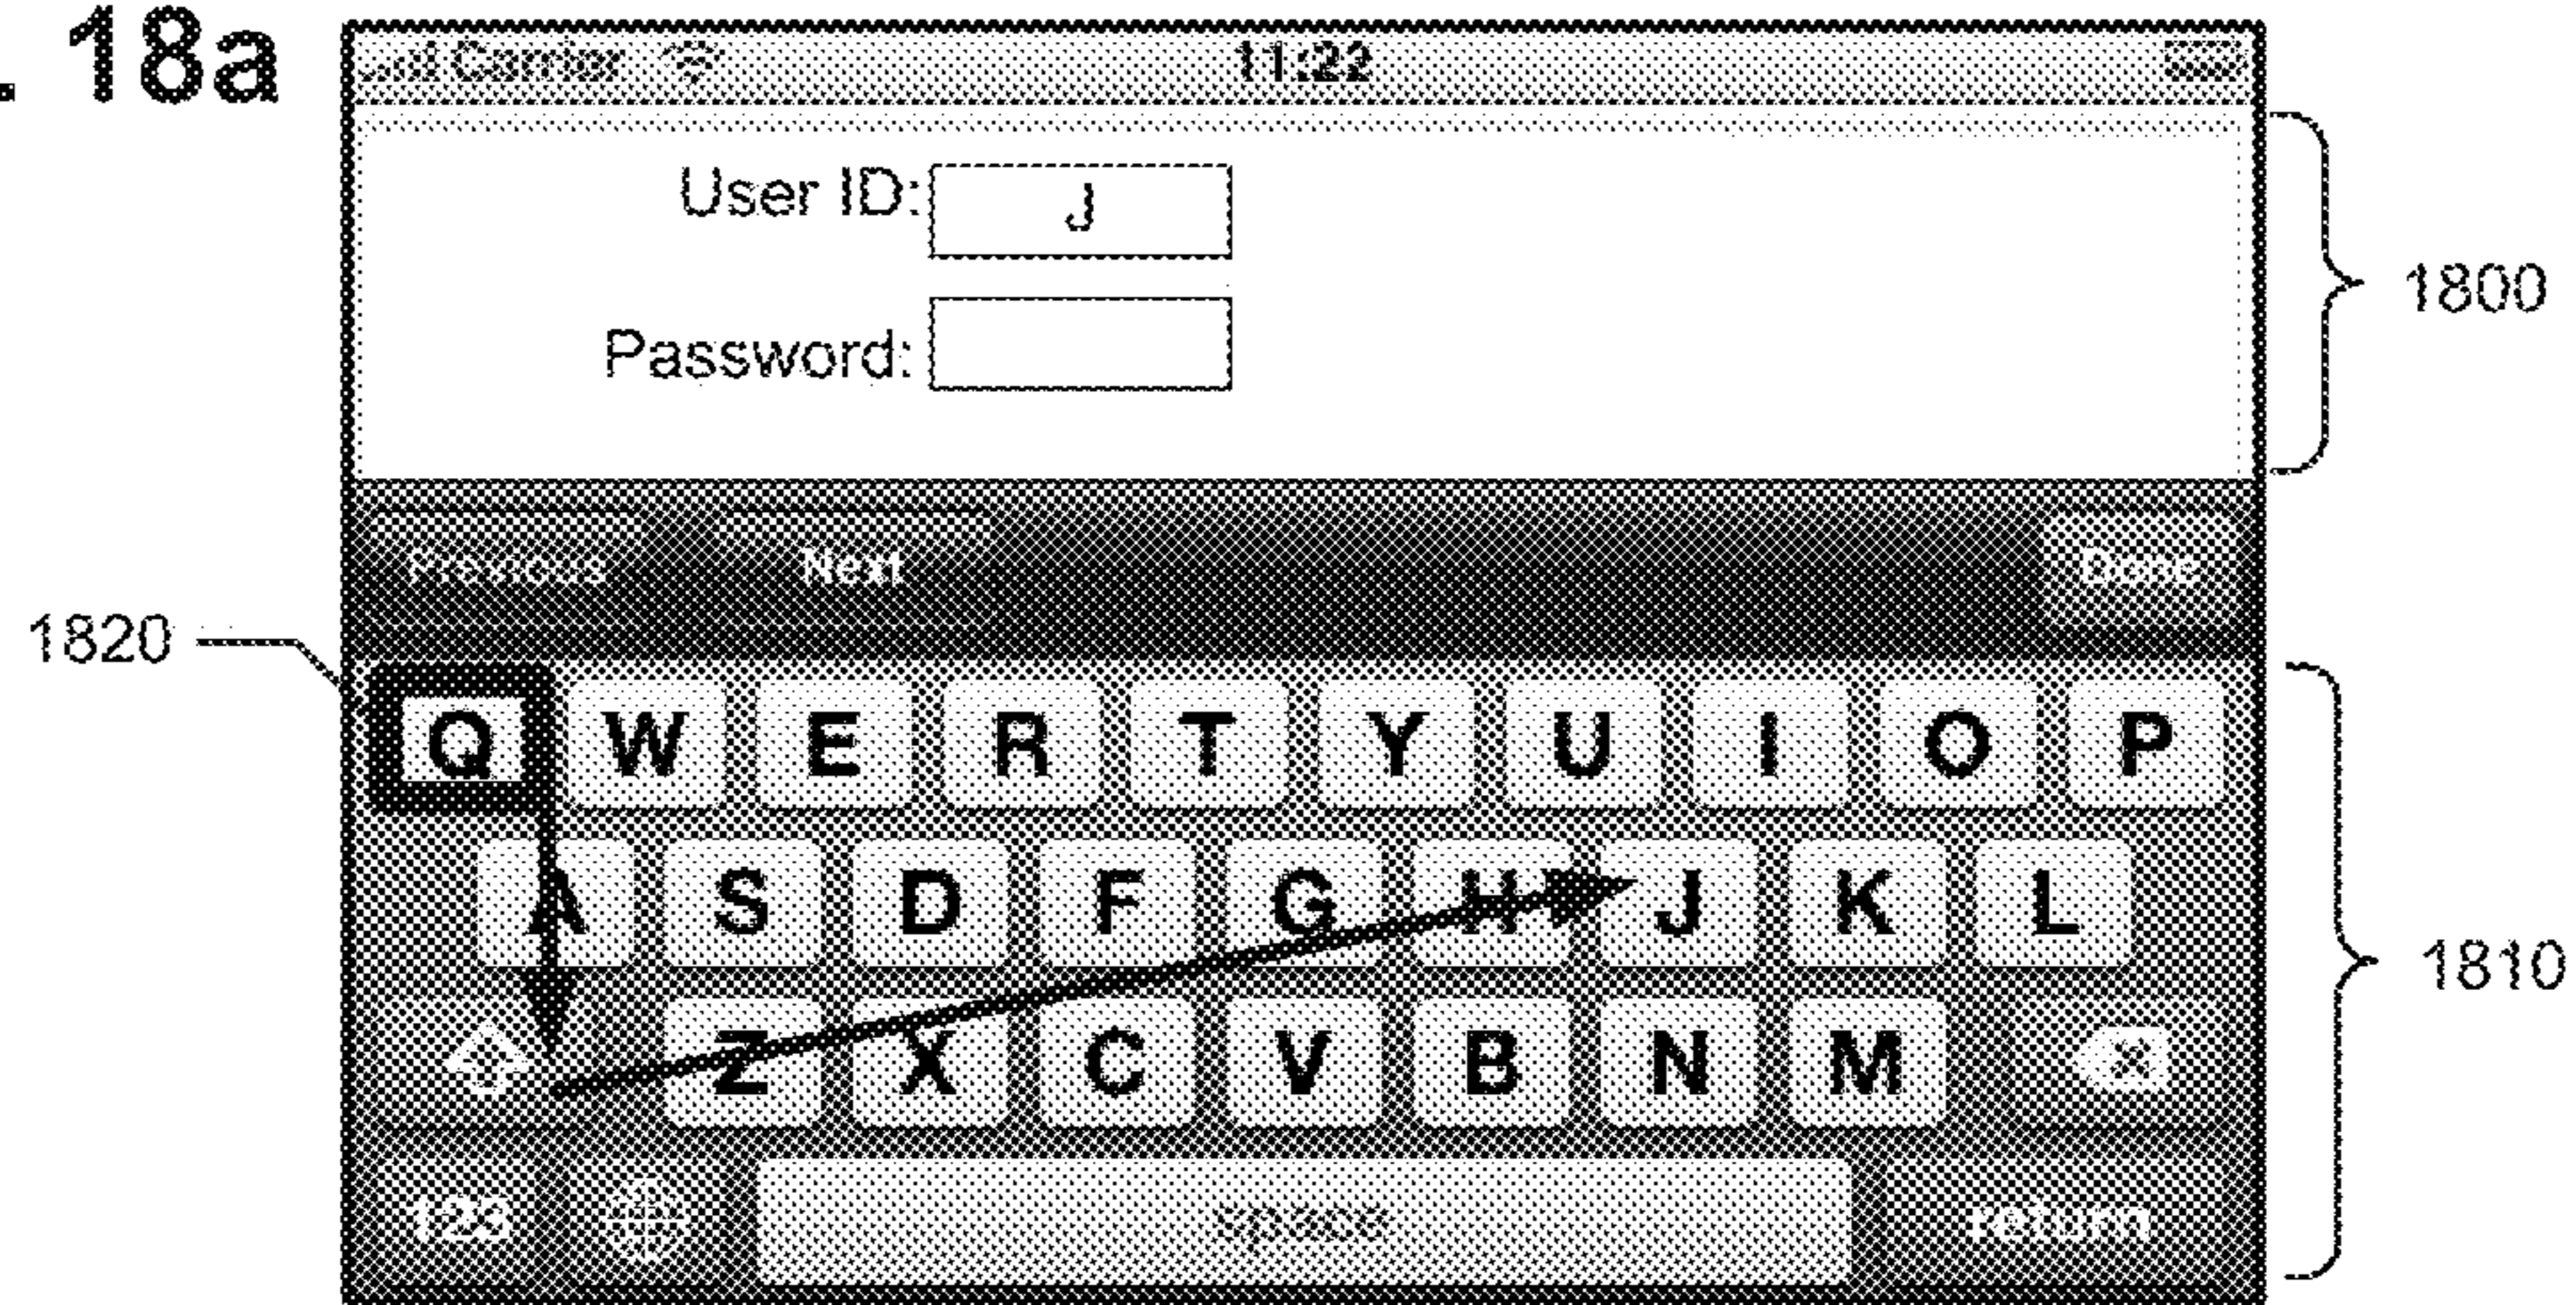 . 18a
Carrier 11:22
User ID: J
1800
Password:
Previous Next Done
1820
Q W E R T Y U I O P
A S D F G H J K L
1810
Z X C V B N M
123 space return